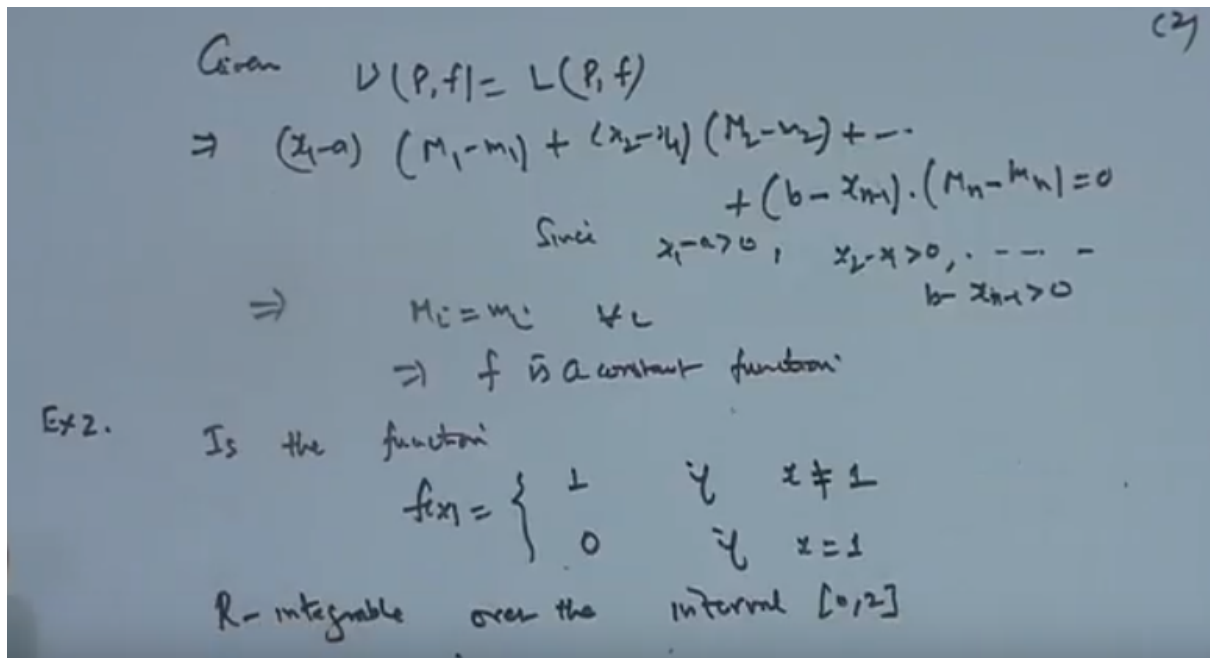 (2)
Given U(P,f) = L(P,f)
⇒ (x₁-a) (M₁-m₁) + (x₂-x₁) (M₂-m₂) + ---
+ (b - xₙ₋₁).(Mₙ-mₙ) = 0
Since x₁-a>0, x₂-x₁>0, . --- -
b- xₙ₋₁>0
⇒ Mᵢ = mᵢ ∀ i
⇒ f is a constant function
Ex 2. Is the function
f(x) = { 1 if x ≠ 1
0 if x = 1
R-integrable over the interval [0,2]